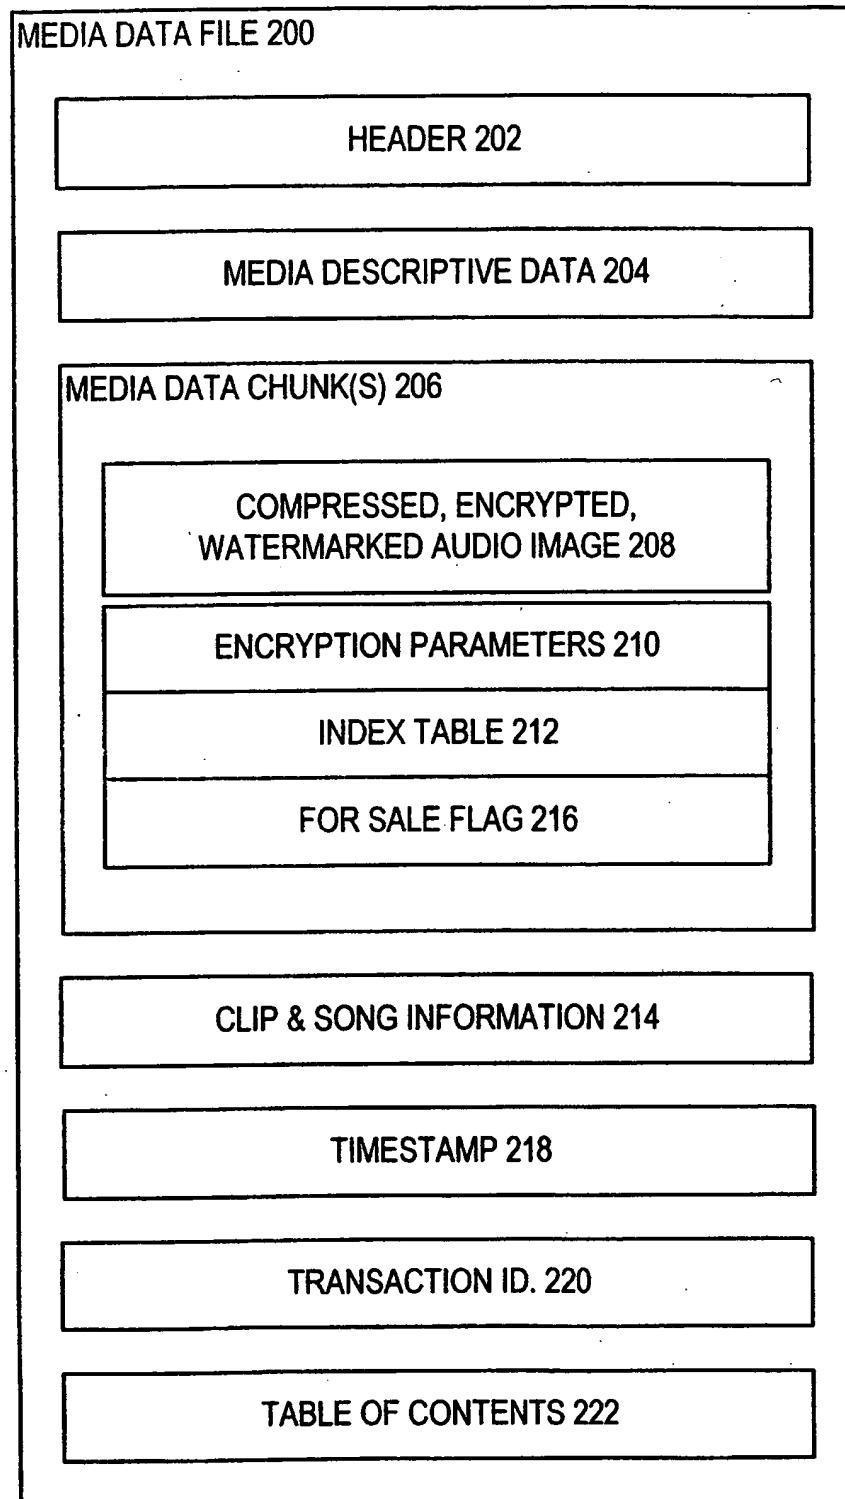 MEDIA DATA FILE 200
HEADER 202
MEDIA DESCRIPTIVE DATA 204
MEDIA DATA CHUNK(S) 206
COMPRESSED, ENCRYPTED,
WATERMARKED AUDIO IMAGE 208
ENCRYPTION PARAMETERS 210
INDEX TABLE 212
FOR SALE FLAG 216
CLIP & SONG INFORMATION 214
TIMESTAMP 218
TRANSACTION ID. 220
TABLE OF CONTENTS 222